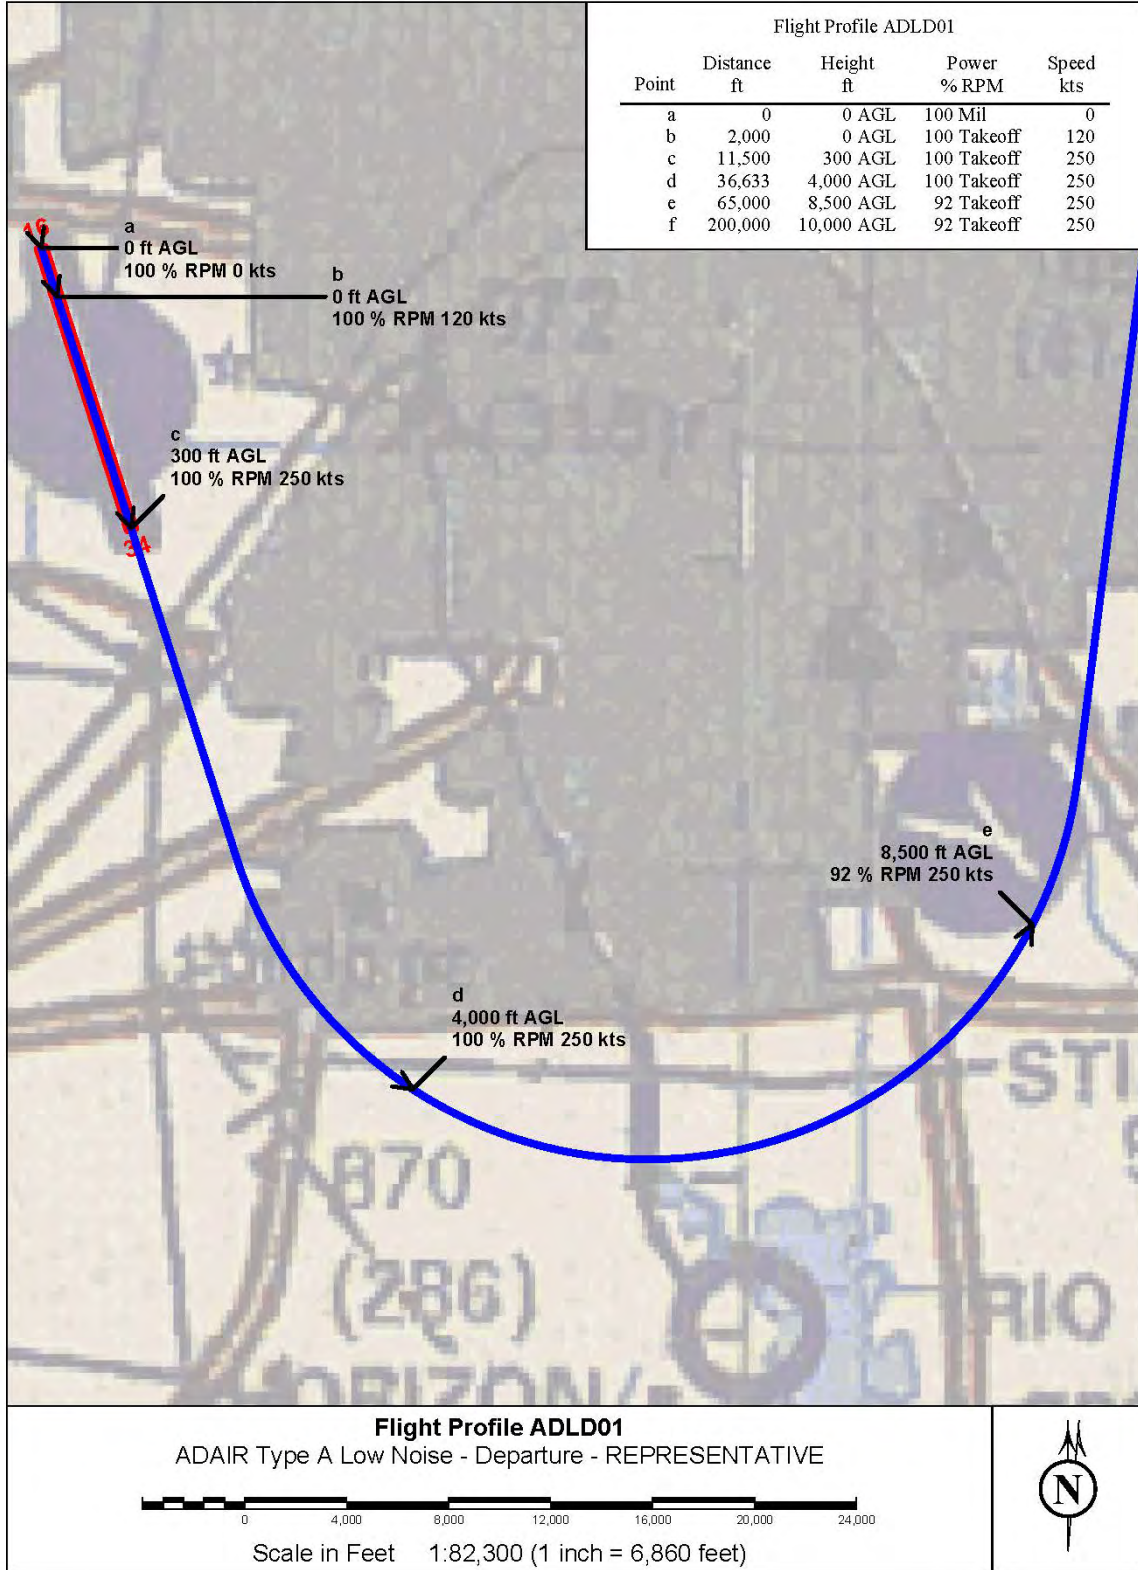 Flight Profile ADLD01
Point Distance ft Height ft Power % RPM Speed kts
a 0 0 AGL 100 Mil 0
b 2,000 0 AGL 100 Takeoff 120
c 11,500 300 AGL 100 Takeoff 250
d 36,633 4,000 AGL 100 Takeoff 250
e 65,000 8,500 AGL 92 Takeoff 250
f 200,000 10,000 AGL 92 Takeoff 250
16
a
0 ft AGL
100 % RPM 0 kts
b
0 ft AGL
100 % RPM 120 kts
c
300 ft AGL
100 % RPM 250 kts
34
e
8,500 ft AGL
92 % RPM 250 kts
d
4,000 ft AGL
100 % RPM 250 kts
STI
870
(286)
RIO
HORIZON/
Flight Profile ADLD01
ADAIR Type A Low Noise - Departure - REPRESENTATIVE
0 4,000 8,000 12,000 16,000 20,000 24,000
Scale in Feet 1:82,300 (1 inch = 6,860 feet)
N